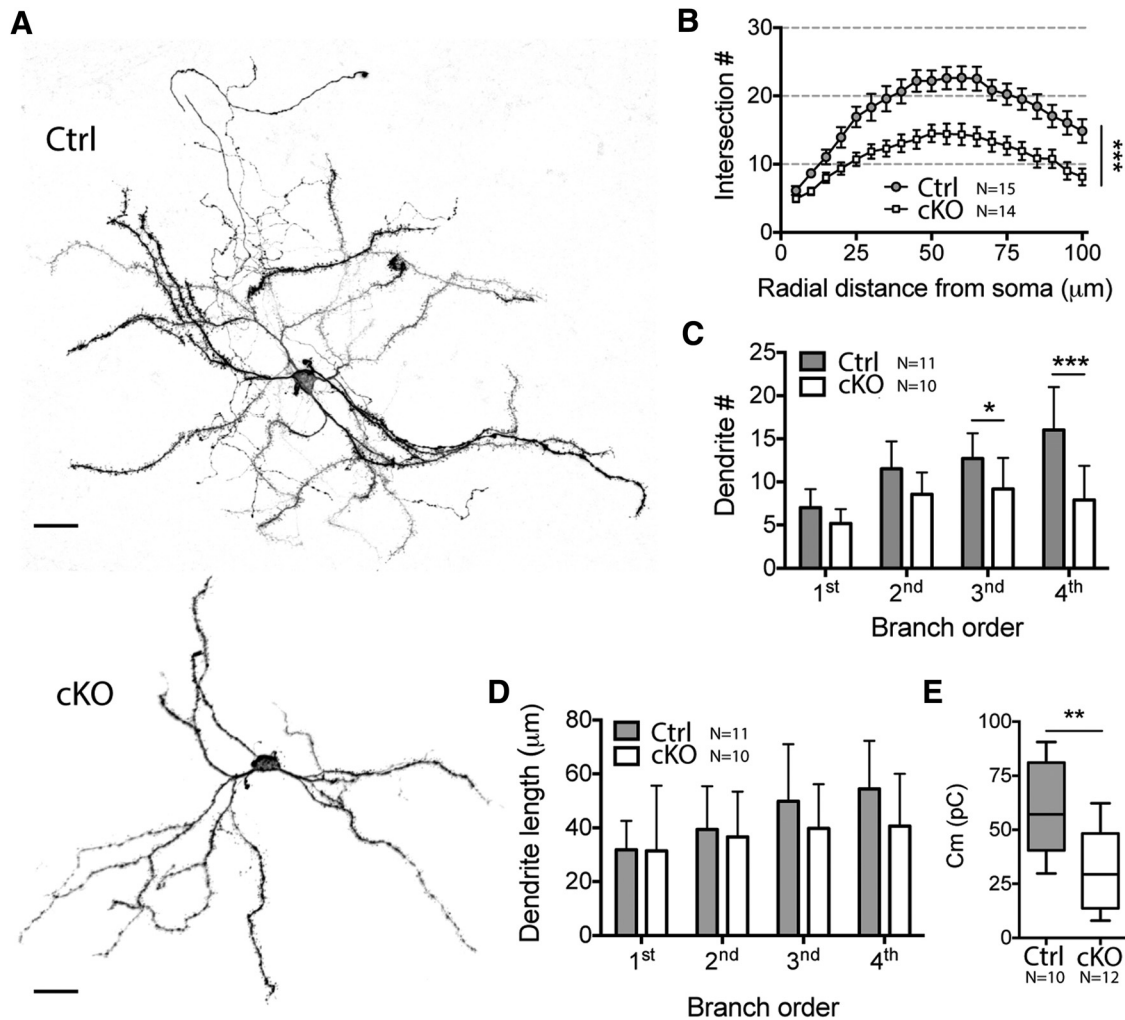 A
Ctrl
cKO
B
Intersection #
30
20
10
0
Ctrl N=15
cKO N=14
***
0 25 50 75 100
Radial distance from soma (μm)
C
Dendrite #
25
20
15
10
5
0
Ctrl N=11
cKO N=10
*
***
1st 2nd 3nd 4th
Branch order
D
Dendrite length (μm)
80
60
40
20
0
Ctrl N=11
cKO N=10
1st 2nd 3nd 4th
Branch order
E
Cm (pC)
100
75
50
25
0
**
Ctrl cKO
N=10 N=12